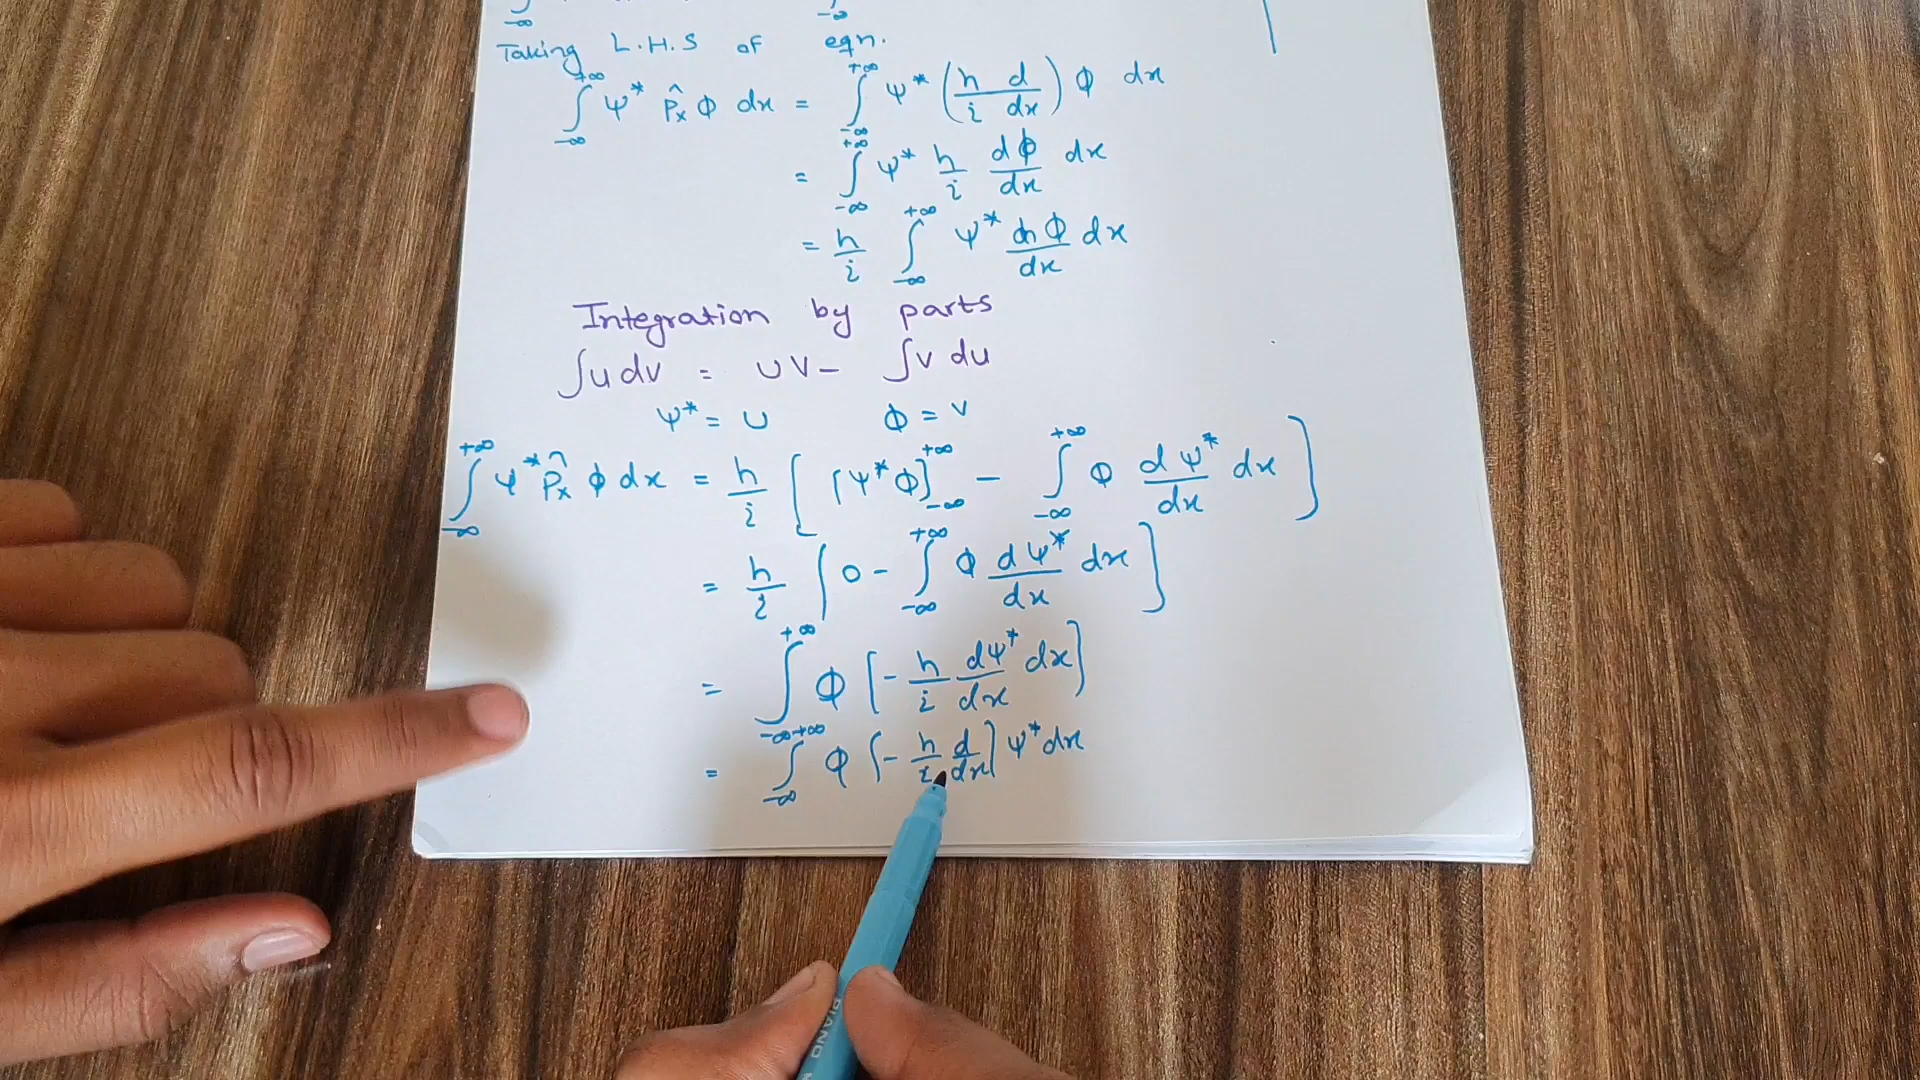 ∫ -∞ -∞
Taking L.H.S of eqn.
∫_{-∞}^{+∞} ψ* p̂ₓ ϕ dx = ∫_{-∞}^{+∞} ψ* (ħ/i d/dx) ϕ dx
= ∫_{-∞}^{+∞} ψ* ħ/i dϕ/dx dx
= ħ/i ∫_{-∞}^{+∞} ψ* dϕ/dx dx
Integration by parts
∫u dv = uv - ∫v du
ψ* = u ϕ = v
∫_{-∞}^{+∞} ψ* p̂ₓ ϕ dx = ħ/i [ [ψ*ϕ]_{-∞}^{+∞} - ∫_{-∞}^{+∞} ϕ dψ*/dx dx ]
= ħ/i [ 0 - ∫_{-∞}^{+∞} ϕ dψ*/dx dx ]
= ∫_{-∞}^{+∞} ϕ [ -ħ/i dψ*/dx dx ]
= ∫_{-∞}^{+∞} ϕ [ -ħ/i d/dx ] ψ* dx
PIANO